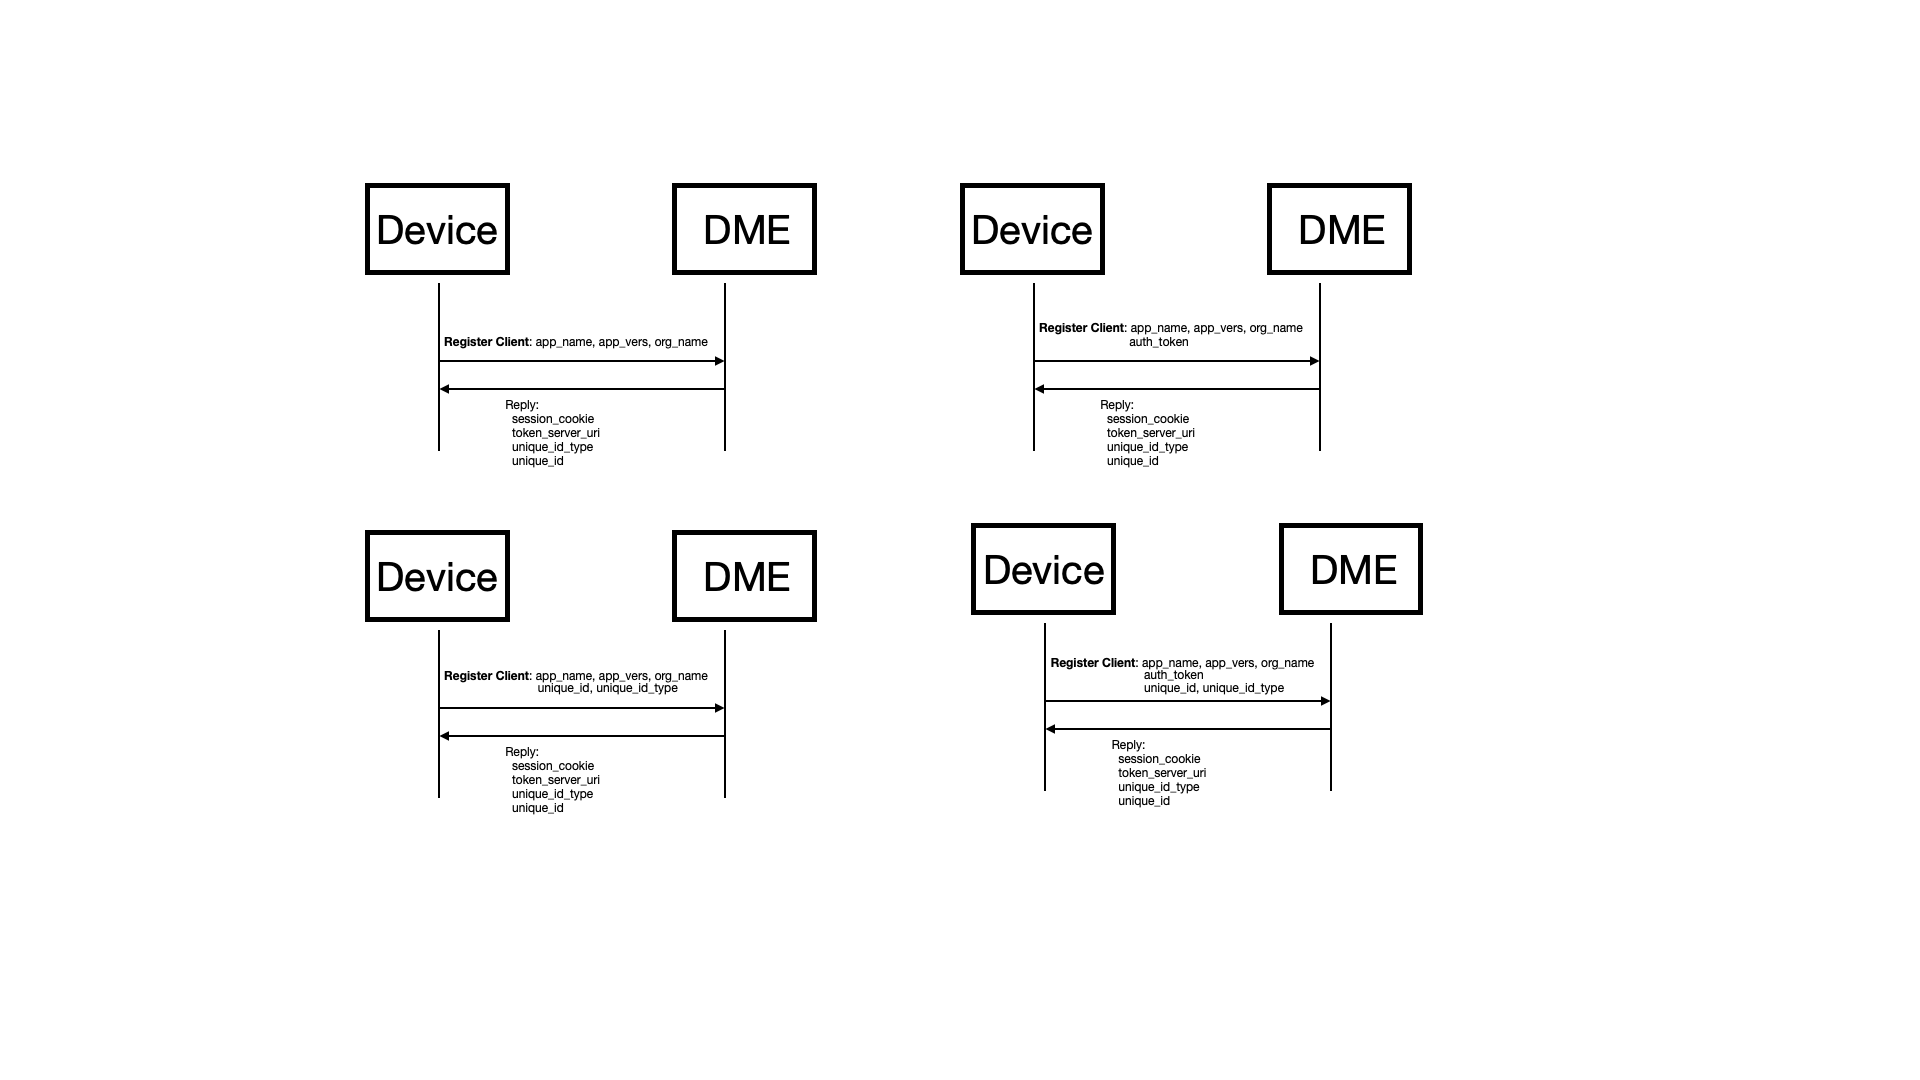 Device
DME
Register Client: app_name, app_vers, org_name
Reply:
session_cookie
token_server_uri
unique_id_type
unique_id
Device
DME
Register Client: app_name, app_vers, org_name
auth_token
Reply:
session_cookie
token_server_uri
unique_id_type
unique_id
Device
DME
Register Client: app_name, app_vers, org_name
unique_id, unique_id_type
Reply:
session_cookie
token_server_uri
unique_id_type
unique_id
Device
DME
Register Client: app_name, app_vers, org_name
auth_token
unique_id, unique_id_type
Reply:
session_cookie
token_server_uri
unique_id_type
unique_id